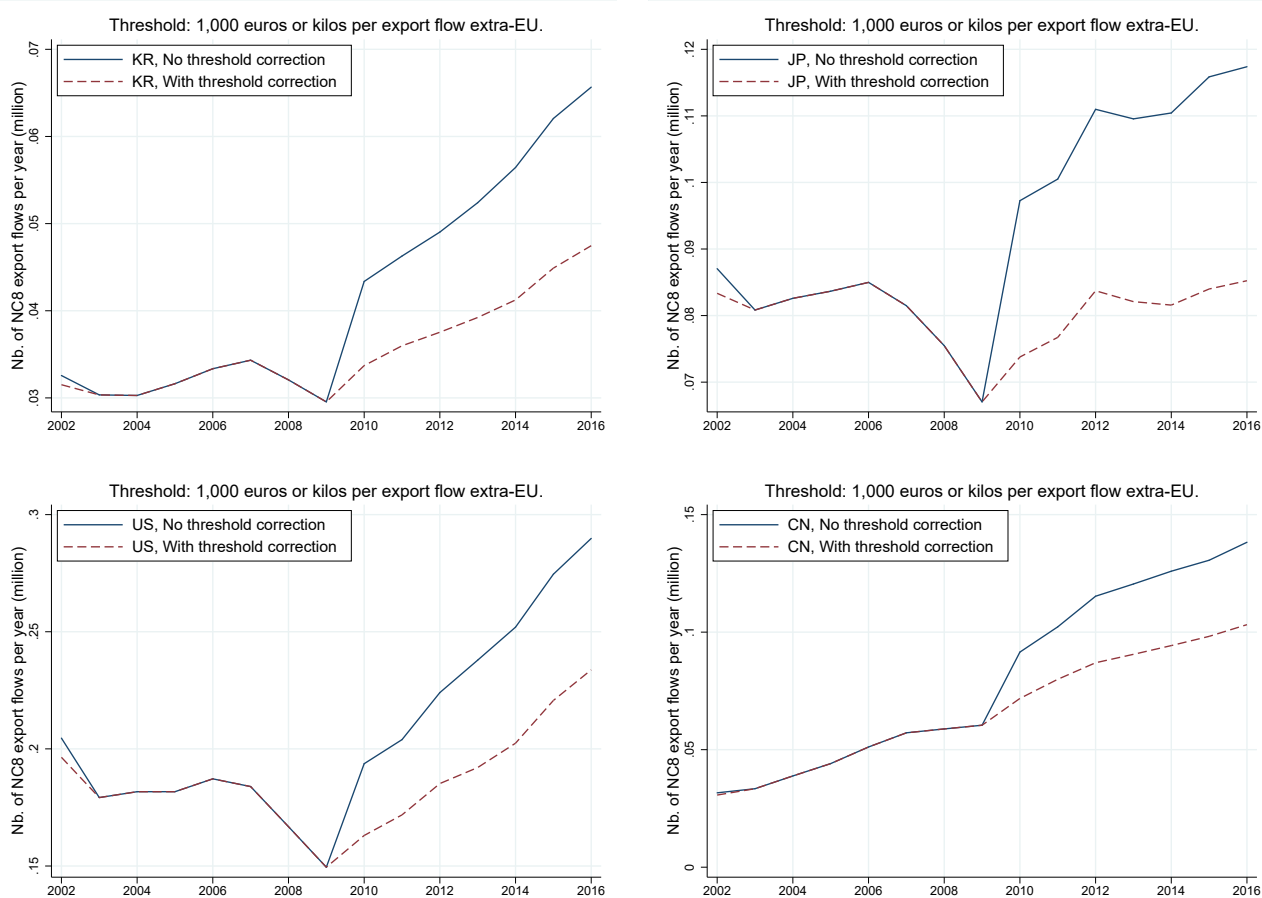 Threshold: 1,000 euros or kilos per export flow extra-EU.
KR, No threshold correction
KR, With threshold correction
Nb. of NC8 export flows per year (million)
.07
.06
.05
.04
.03
2002 2004 2006 2008 2010 2012 2014 2016
Threshold: 1,000 euros or kilos per export flow extra-EU.
JP, No threshold correction
JP, With threshold correction
Nb. of NC8 export flows per year (million)
.12
.11
.1
.09
.08
.07
2002 2004 2006 2008 2010 2012 2014 2016
Threshold: 1,000 euros or kilos per export flow extra-EU.
US, No threshold correction
US, With threshold correction
Nb. of NC8 export flows per year (million)
.3
.25
.2
.15
2002 2004 2006 2008 2010 2012 2014 2016
Threshold: 1,000 euros or kilos per export flow extra-EU.
CN, No threshold correction
CN, With threshold correction
Nb. of NC8 export flows per year (million)
.15
.1
.05
0
2002 2004 2006 2008 2010 2012 2014 2016